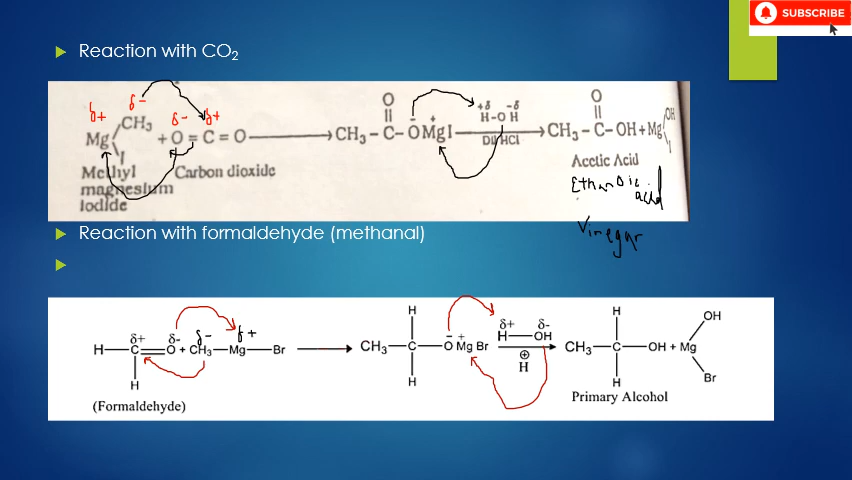 SUBSCRIBE
Reaction with CO₂
δ+ δ- δ- δ+
O O
CH₃ + O = C = O → CH₃ – C – O⁻ ⁺MgI +δ H – O H -δ → CH₃ – C – OH + Mg OH
Mg I
Dil HCl
I
Methyl magnesium Iodide
Carbon dioxide
Acetic Acid
Ethanoic acid
Vinegar
Reaction with formaldehyde (methanal)
H H
δ+ δ- δ- δ+
δ+ δ- OH
H—C=O + CH₃—Mg—Br → CH₃—C—O⁻ ⁺Mg Br H—OH → CH₃—C—OH + Mg
H H ⊕ H H Br
(Formaldehyde)
Primary Alcohol